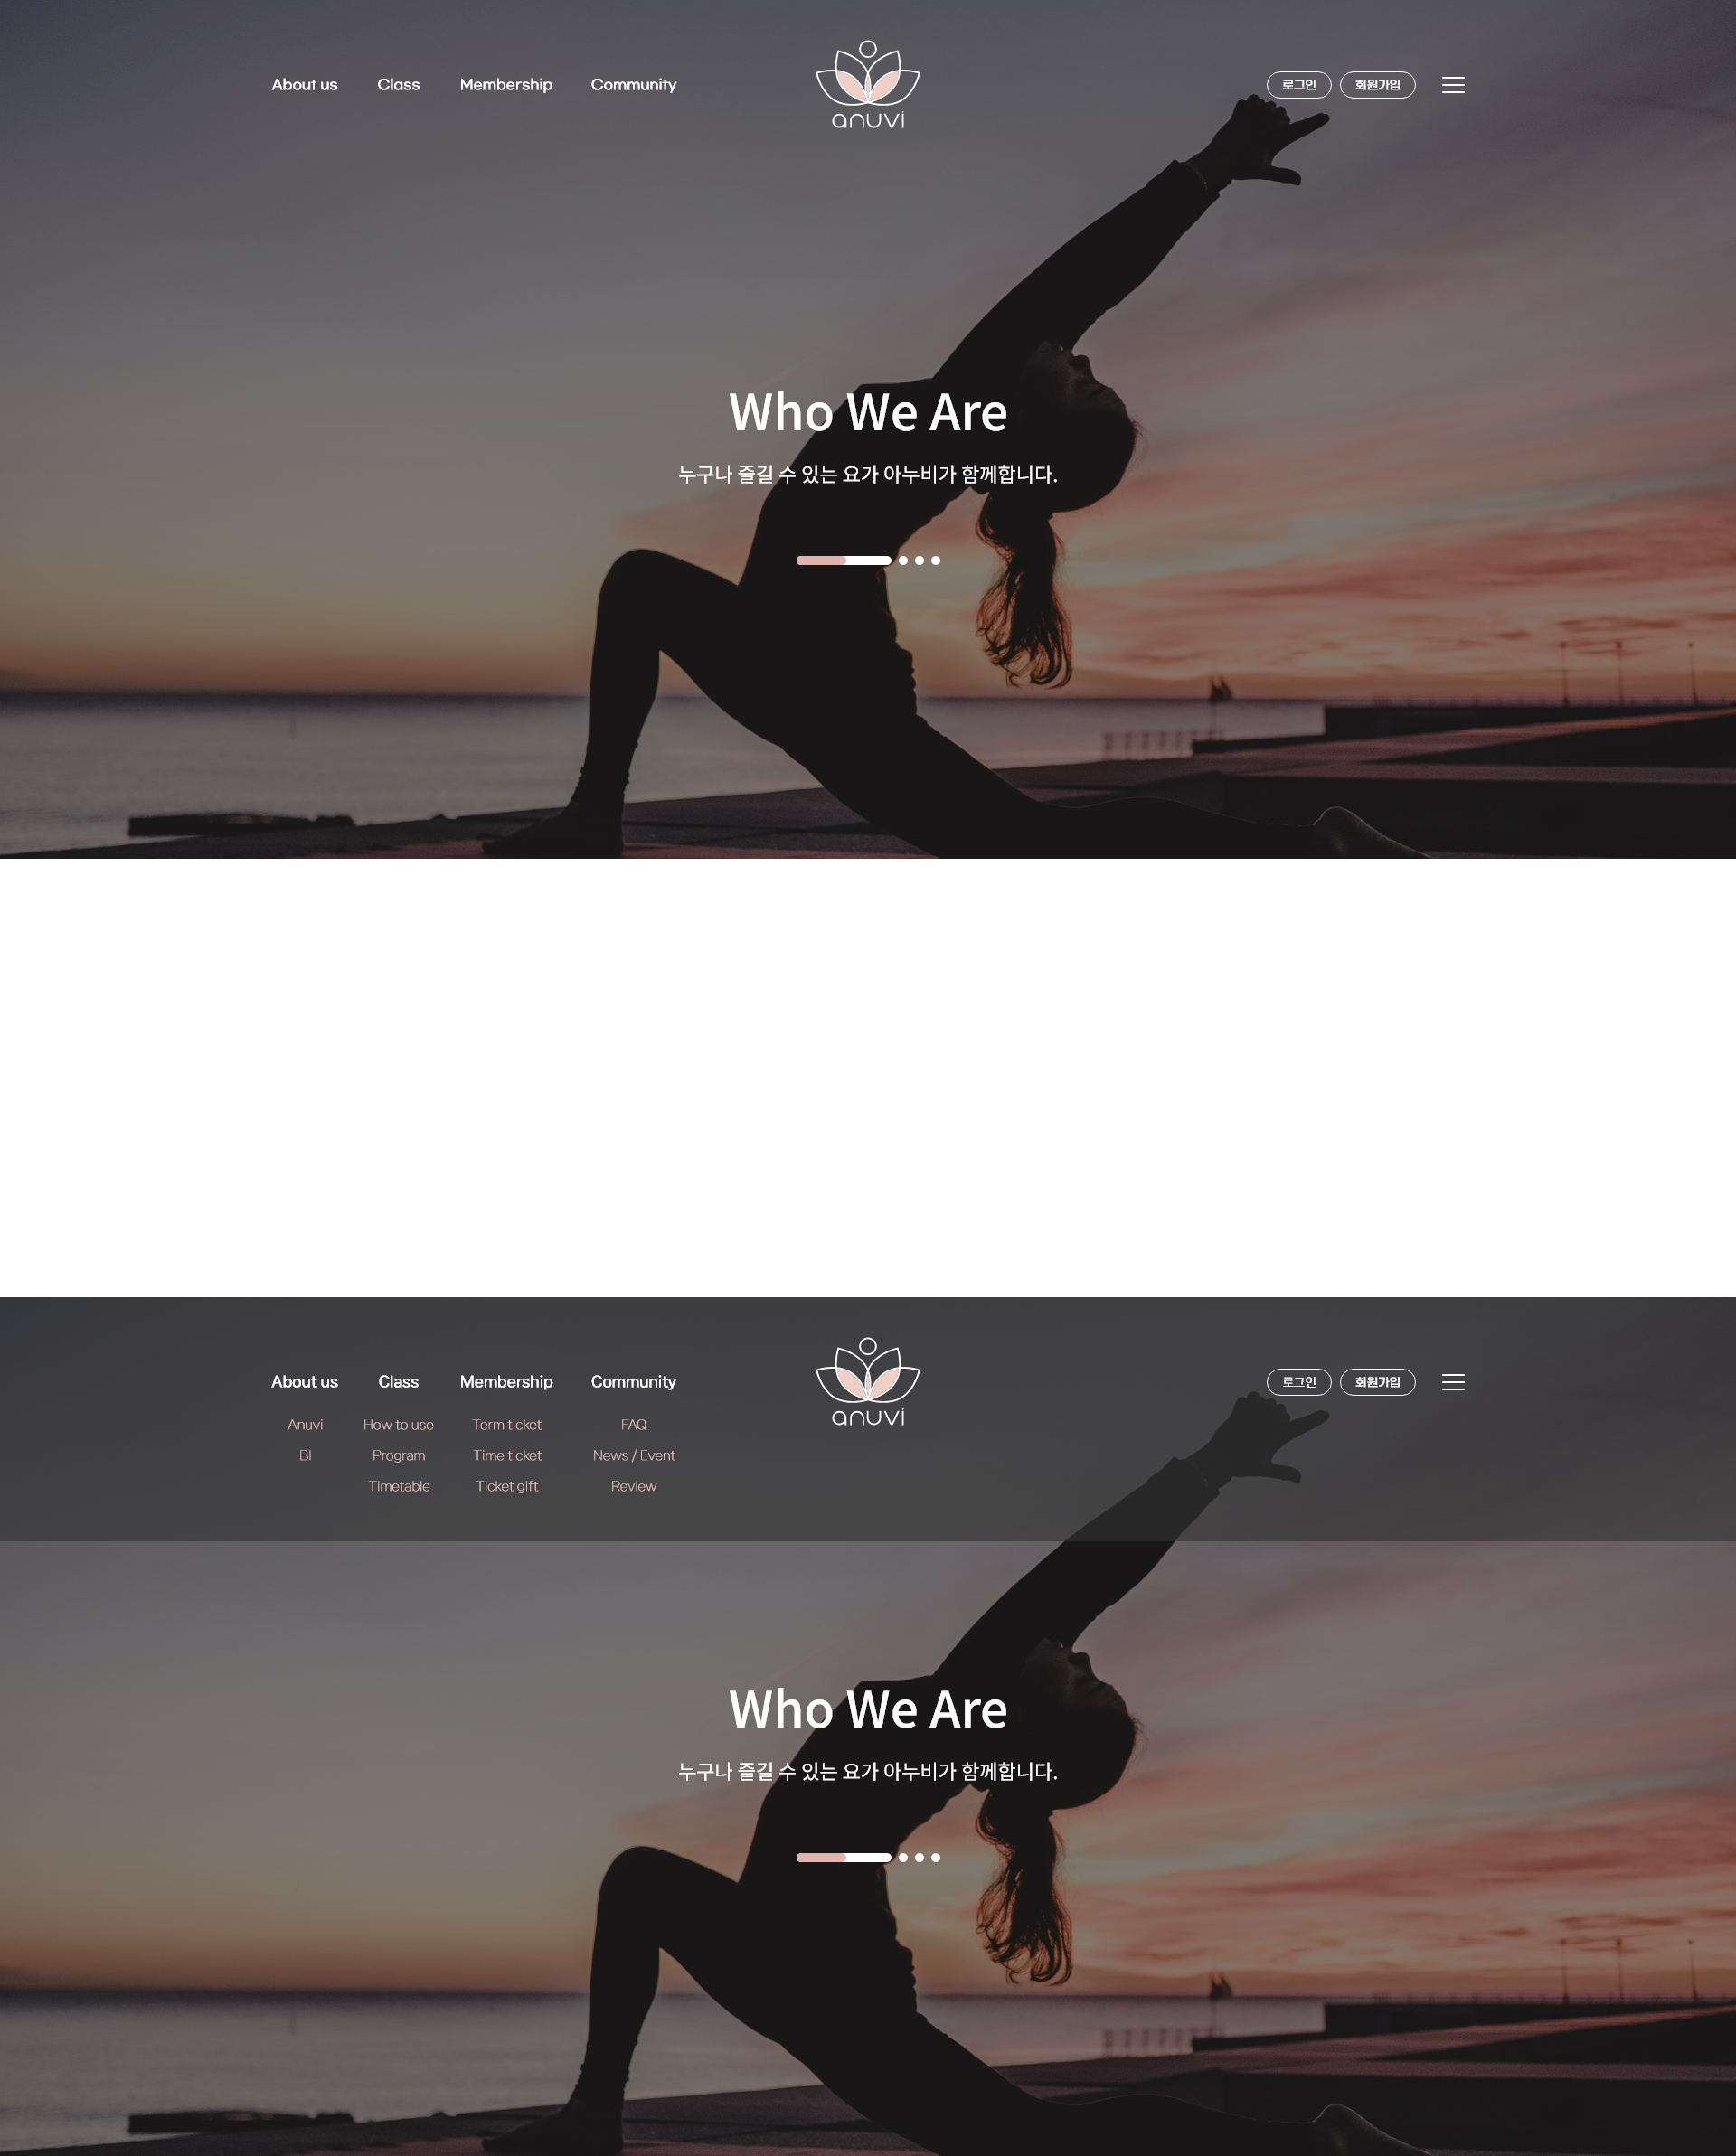 About us Class Membership Community
anuvi
로그인 회원가입
Who We Are
누구나 즐길 수 있는 요가 아누비가 함께합니다.
About us Class Membership Community
anuvi
로그인 회원가입
Anuvi How to use Term ticket FAQ
BI Program Time ticket News / Event
Timetable Ticket gift Review
Who We Are
누구나 즐길 수 있는 요가 아누비가 함께합니다.